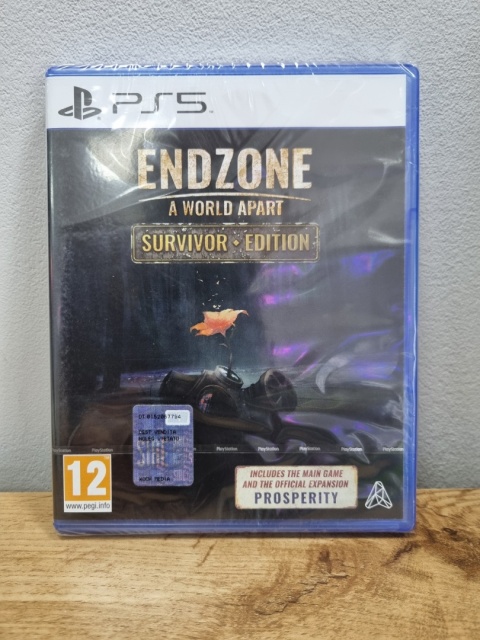 PS5
ENDZONE
A WORLD APART
SURVIVOR EDITION
12
www.pegi.info
PlayStation
INCLUDES THE MAIN GAME
AND THE OFFICIAL EXPANSION
PROSPERITY